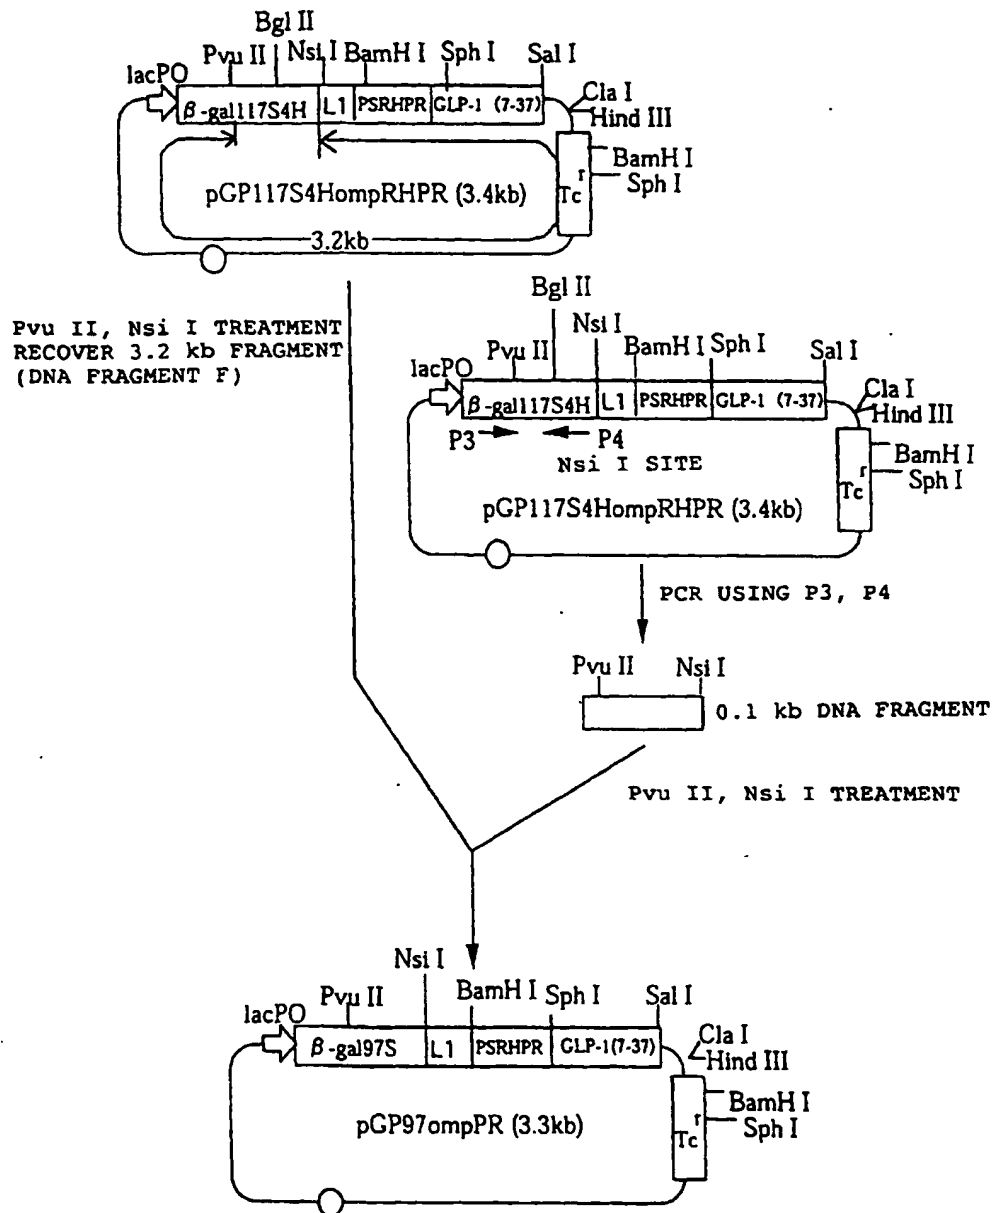 Bgl II
Pvu II Nsi I BamH I Sph I Sal I
lacPO
β-gal117S4H L1 PSRHPR GLP-1 (7-37)
Cla I
Hind III
BamH I
Sph I
Tc r
pGP117S4HompRHPR (3.4kb)
3.2kb
Pvu II, Nsi I TREATMENT
RECOVER 3.2 kb FRAGMENT
(DNA FRAGMENT F)
Bgl II
Nsi I
Pvu II BamH I Sph I Sal I
lacPO
β-gal117S4H L1 PSRHPR GLP-1 (7-37)
Cla I
Hind III
P3 P4
Nsi I SITE
BamH I
Sph I
Tc r
pGP117S4HompRHPR (3.4kb)
PCR USING P3, P4
Pvu II Nsi I
0.1 kb DNA FRAGMENT
Pvu II, Nsi I TREATMENT
Nsi I
Pvu II BamH I Sph I Sal I
lacPO
β-gal97S L1 PSRHPR GLP-1(7-37)
Cla I
Hind III
BamH I
Sph I
Tc r
pGP97ompPR (3.3kb)